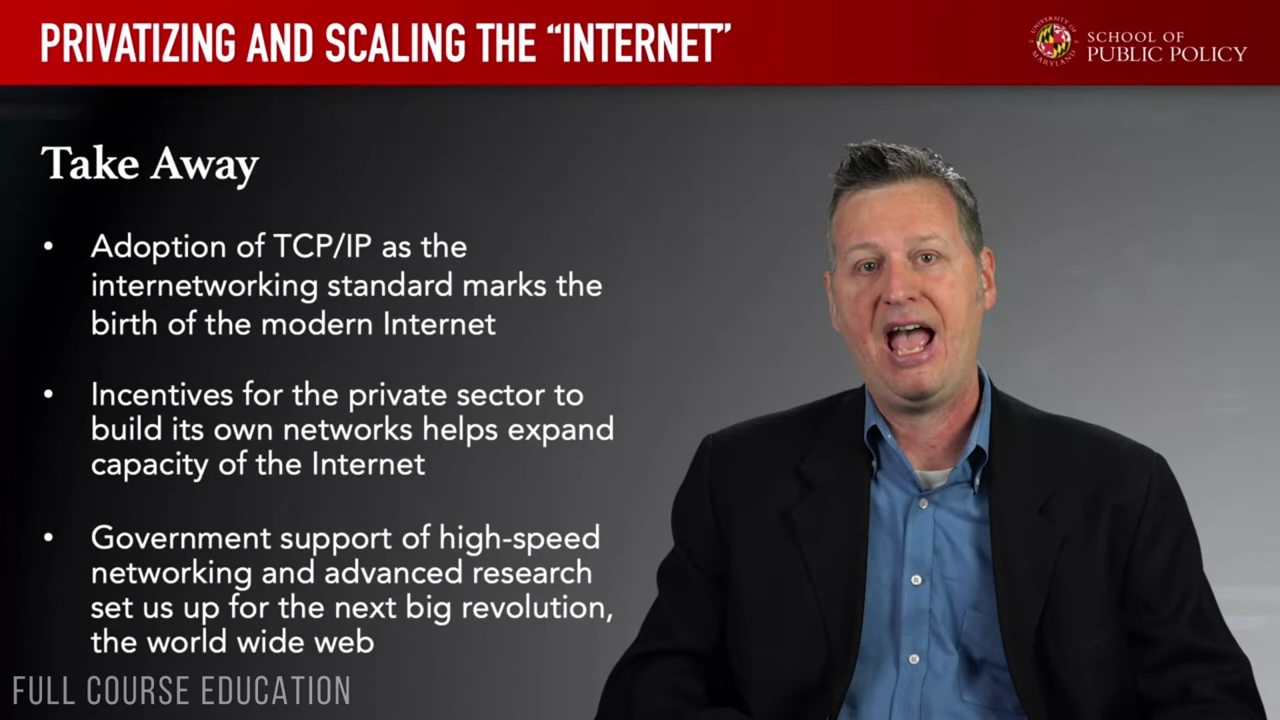 PRIVATIZING AND SCALING THE “INTERNET”
UNIVERSITY OF
MARYLAND
SCHOOL OF
PUBLIC POLICY
Take Away
• Adoption of TCP/IP as the
internetworking standard marks the
birth of the modern Internet
• Incentives for the private sector to
build its own networks helps expand
capacity of the Internet
• Government support of high-speed
networking and advanced research
set us up for the next big revolution,
the world wide web
FULL COURSE EDUCATION